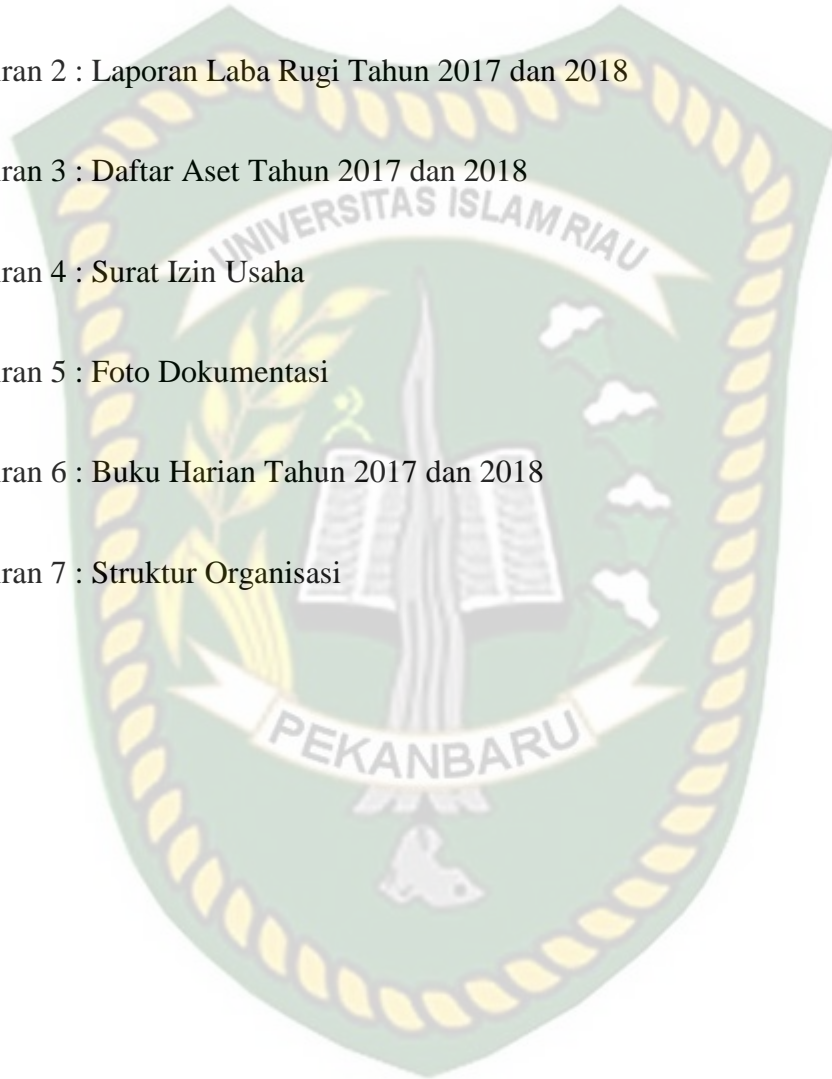 ran 2 : Laporan Laba Rugi Tahun 2017 dan 2018
ran 3 : Daftar Aset Tahun 2017 dan 2018
UNIVERSITAS ISLAM RIAU
ran 4 : Surat Izin Usaha
ran 5 : Foto Dokumentasi
ran 6 : Buku Harian Tahun 2017 dan 2018
ran 7 : Struktur Organisasi
PEKANBARU